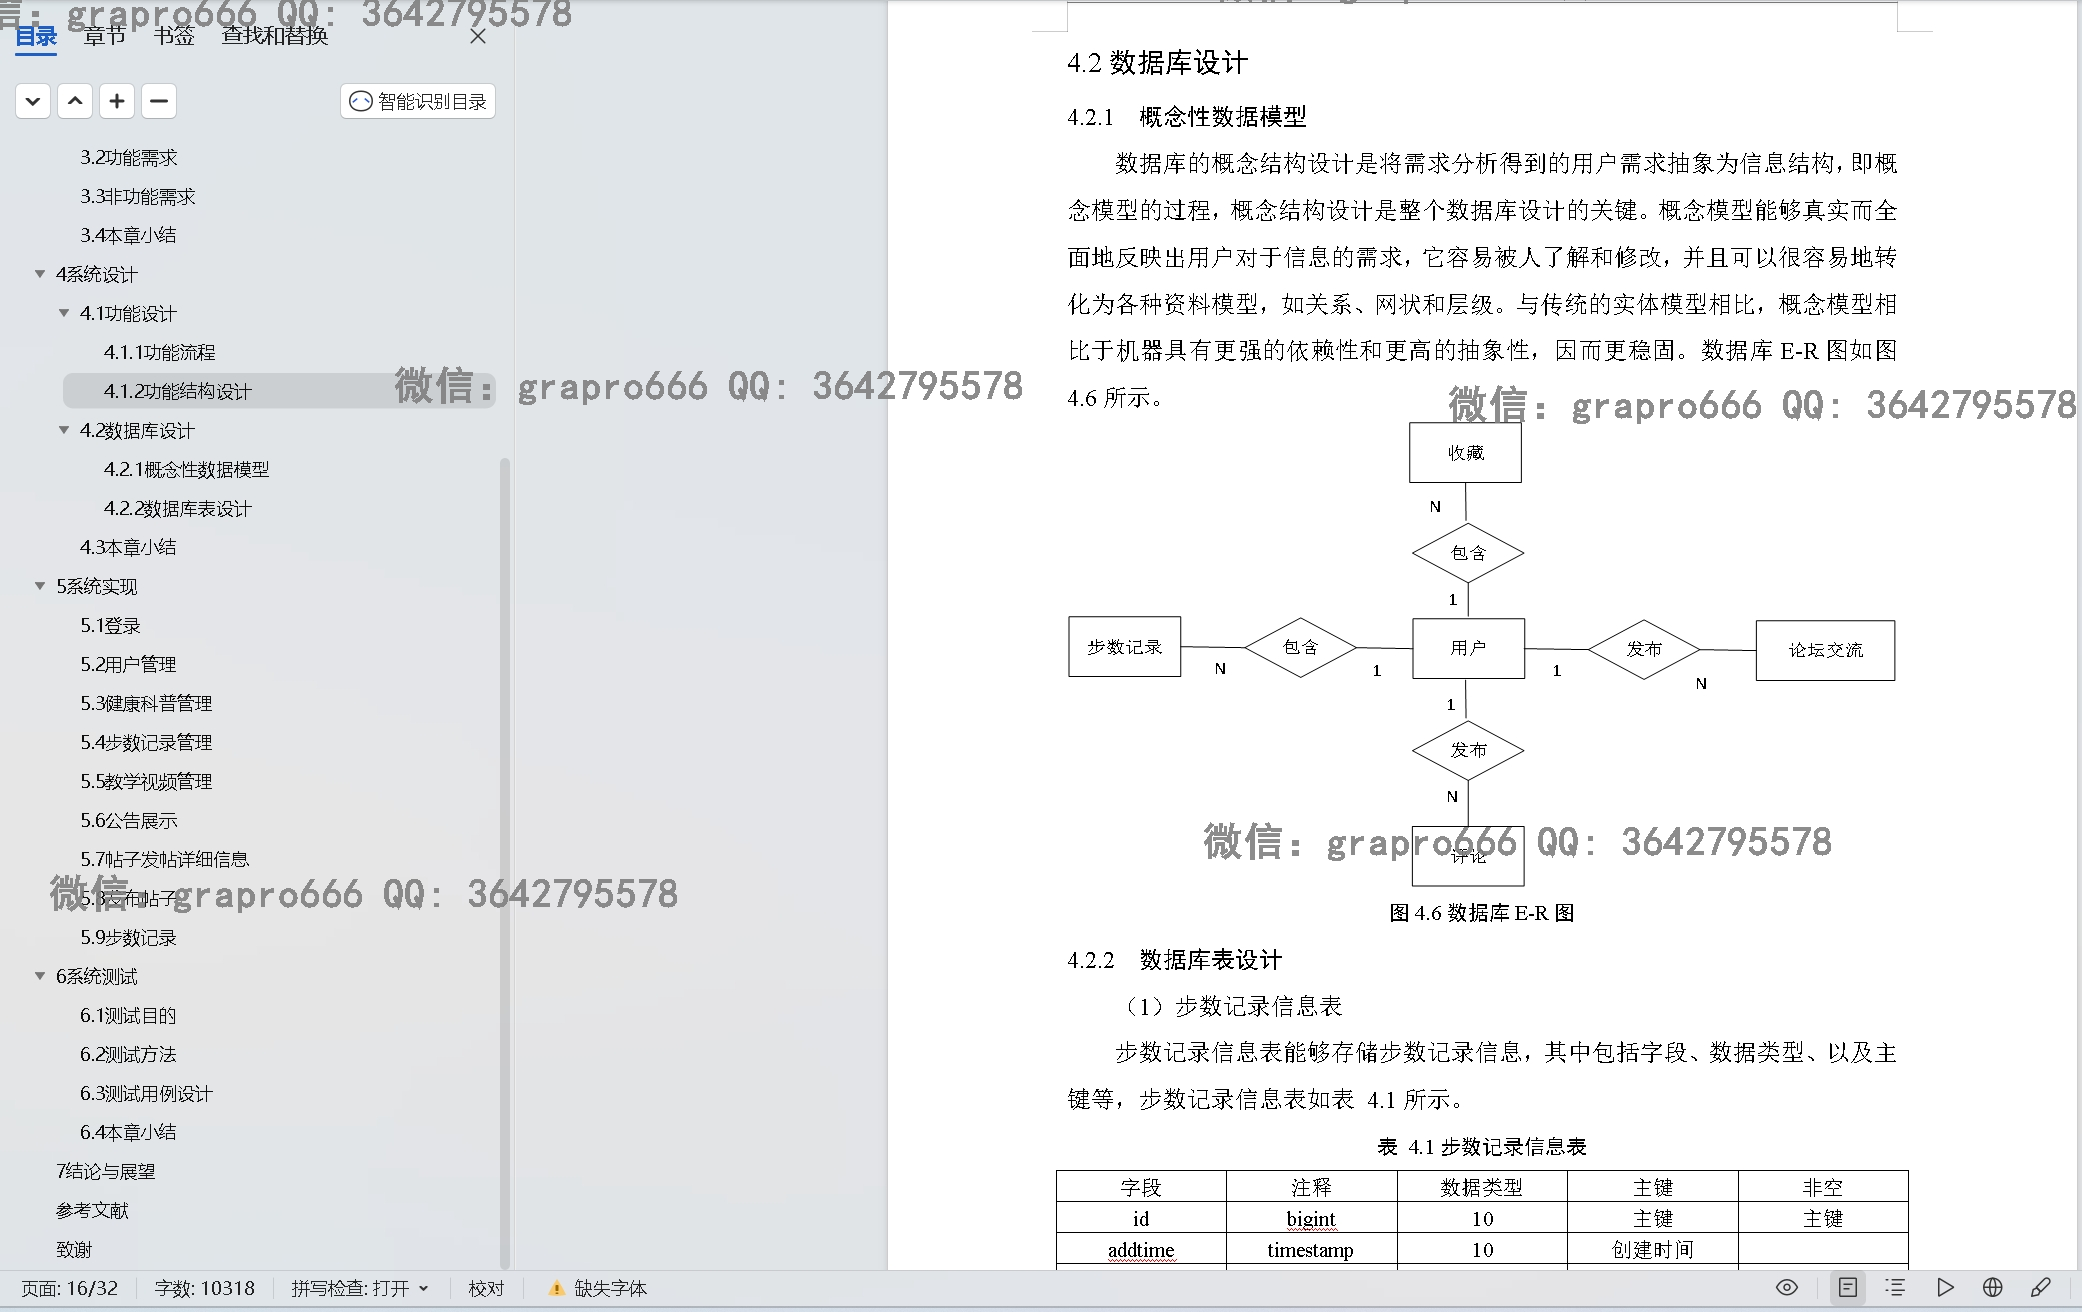 信：grapro666 QQ: 3642795578
目录 章节 书签 查找和替换
智能识别目录
3.2功能需求
3.3非功能需求
3.4本章小结
4系统设计
4.1功能设计
4.1.1功能流程
4.1.2功能结构设计
微信：grapro666 QQ: 3642795578
4.2数据库设计
4.2.1概念性数据模型
4.2.2数据库表设计
4.3本章小结
5系统实现
5.1登录
5.2用户管理
5.3健康科普管理
5.4步数记录管理
5.5教学视频管理
5.6公告展示
5.7帖子发帖详细信息
5.8发布帖子
微信：grapro666 QQ: 3642795578
5.9步数记录
6系统测试
6.1测试目的
6.2测试方法
6.3测试用例设计
6.4本章小结
7结论与展望
参考文献
致谢
4.2 数据库设计
4.2.1 概念性数据模型
数据库的概念结构设计是将需求分析得到的用户需求抽象为信息结构，即概
念模型的过程，概念结构设计是整个数据库设计的关键。概念模型能够真实而全
面地反映出用户对于信息的需求，它容易被人了解和修改，并且可以很容易地转
化为各种资料模型，如关系、网状和层级。与传统的实体模型相比，概念模型相
比于机器具有更强的依赖性和更高的抽象性，因而更稳固。数据库 E-R 图如图
4.6 所示。
微信：grapro666 QQ: 3642795578
收藏
N
包含
1
步数记录 N 包含 1 用户 1 发布 N 论坛交流
1
发布
N
评论
微信：grapro666 QQ: 3642795578
图 4.6 数据库 E-R 图
4.2.2 数据库表设计
（1）步数记录信息表
步数记录信息表能够存储步数记录信息，其中包括字段、数据类型、以及主
键等，步数记录信息表如表 4.1 所示。
表 4.1 步数记录信息表
字段 注释 数据类型 主键 非空
id bigint 10 主键 主键
addtime timestamp 10 创建时间
页面: 16/32 字数: 10318 拼写检查: 打开 校对 缺失字体